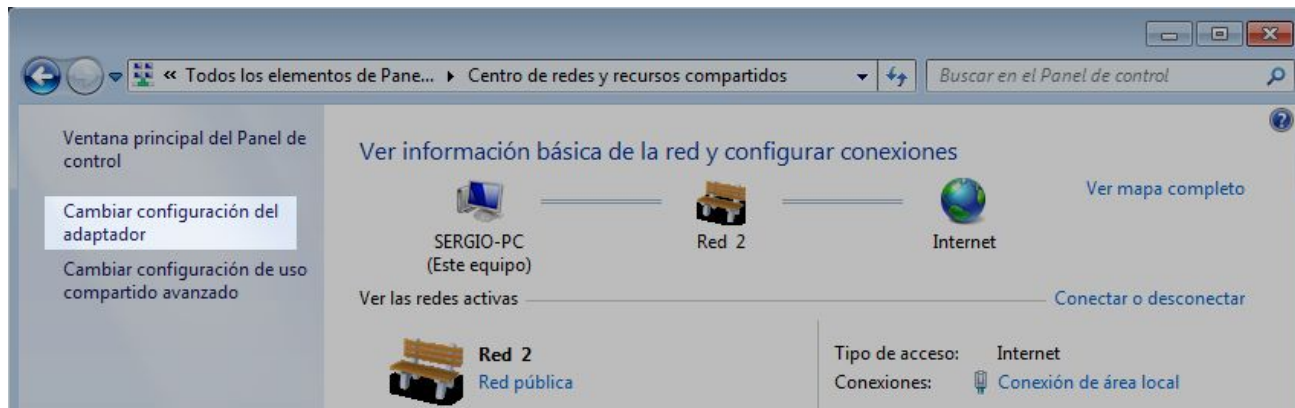 « Todos los elementos de Pane... ▸ Centro de redes y recursos compartidos
Buscar en el Panel de control
Ventana principal del Panel de
control
Cambiar configuración del
adaptador
Cambiar configuración de uso
compartido avanzado
Ver información básica de la red y configurar conexiones
Ver mapa completo
SERGIO-PC
(Este equipo)
Red 2
Internet
Ver las redes activas
Conectar o desconectar
Red 2
Red pública
Tipo de acceso: Internet
Conexiones: Conexión de área local